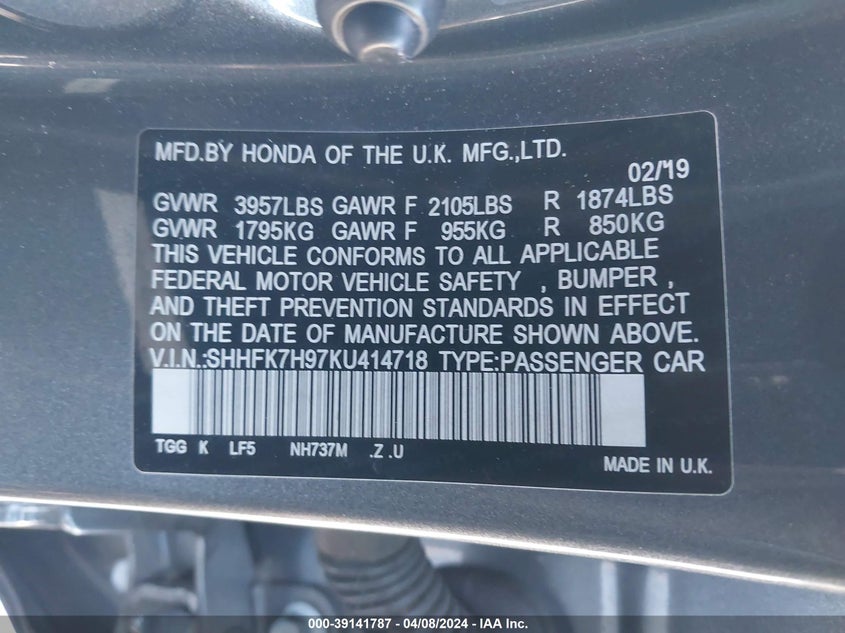 MFD.BY HONDA OF THE U.K. MFG.,LTD.
02/'19
GVWR 3957LBS GAWR F 2105LBS R 1874LBS
GVWR 1795KG GAWR F 955KG R 850KG
THIS VEHICLE CONFORMS TO ALL APPLICABLE
FEDERAL MOTOR VEHICLE SAFETY , BUMPER ,
AND THEFT PREVENTION STANDARDS IN EFFECT
ON THE DATE OF MANUFACTURE SHOWN ABOVE.
V.I.N.:SHHFK7H97KU414718 TYPE:PASSENGER CAR
TGG K LF5 NH737M .Z .U
MADE IN U.K.
000-39141787 - 04/08/2024 - IAA Inc.